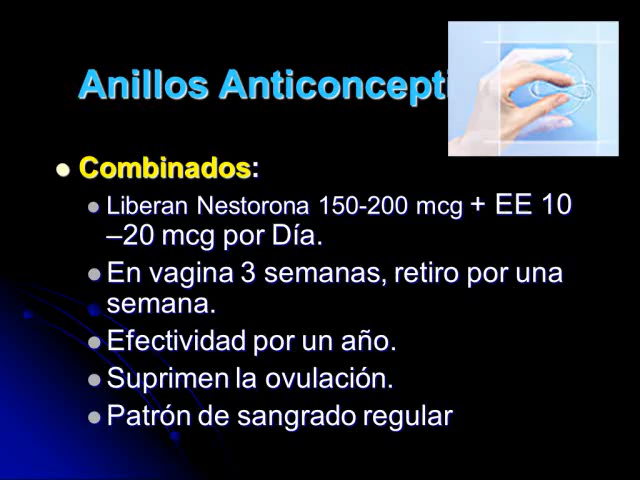 Anillos Anticoncepti
Combinados:
Liberan Nestorona 150-200 mcg + EE 10
–20 mcg por Día.
En vagina 3 semanas, retiro por una
semana.
Efectividad por un año.
Suprimen la ovulación.
Patrón de sangrado regular